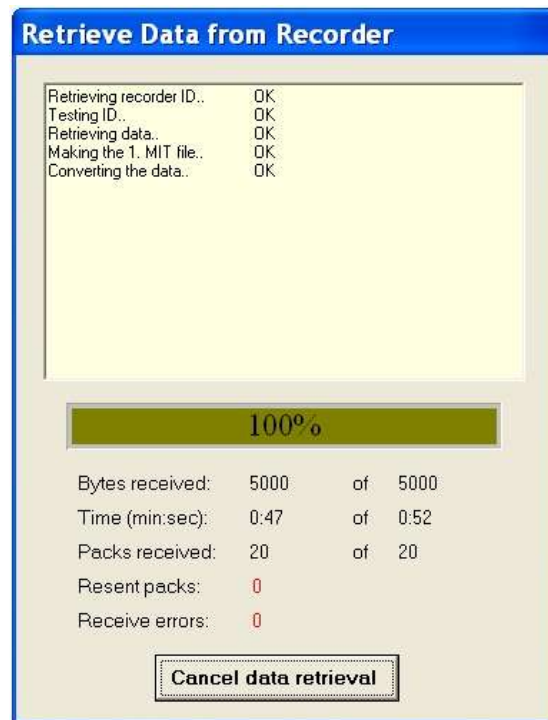 Retrieve Data from Recorder
Retrieving recorder ID.. OK
Testing ID.. OK
Retrieving data.. OK
Making the 1. MIT file.. OK
Converting the data.. OK
100%
Bytes received: 5000 of 5000
Time (min:sec): 0:47 of 0:52
Packs received: 20 of 20
Resent packs: 0
Receive errors: 0
Cancel data retrieval